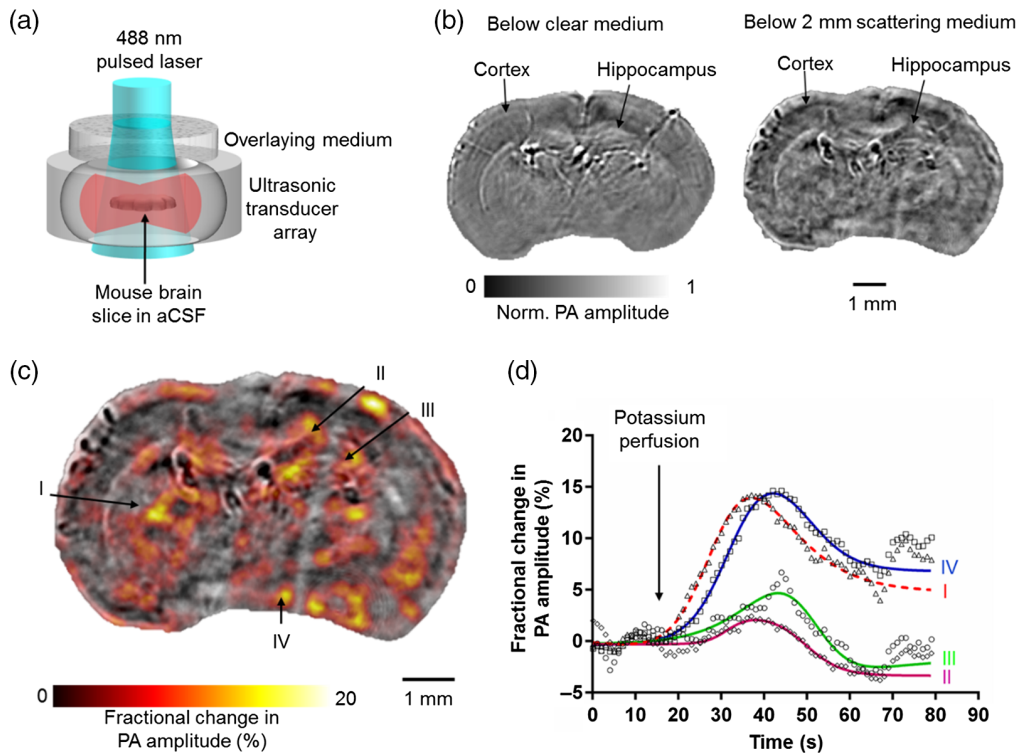 (a)
488 nm
pulsed laser
Overlaying medium
Ultrasonic
transducer
array
Mouse brain
slice in aCSF
(b)
Below clear medium
Below 2 mm scattering medium
Cortex
Hippocampus
Cortex
Hippocampus
0
1
Norm. PA amplitude
1 mm
(c)
I
II
III
IV
0
20
Fractional change in
PA amplitude (%)
1 mm
(d)
Potassium
perfusion
Fractional change in
PA amplitude (%)
20
15
10
5
0
−5
IV
I
III
II
0 10 20 30 40 50 60 70 80 90
Time (s)